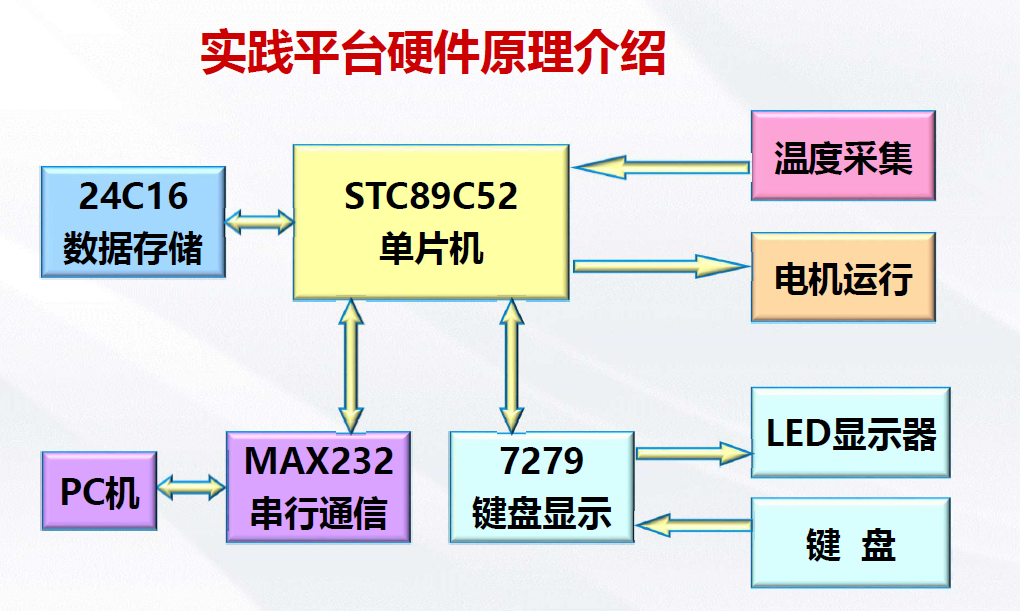 实践平台硬件原理介绍
24C16
数据存储
STC89C52
单片机
温度采集
电机运行
PC机
MAX232
串行通信
7279
键盘显示
LED显示器
键 盘